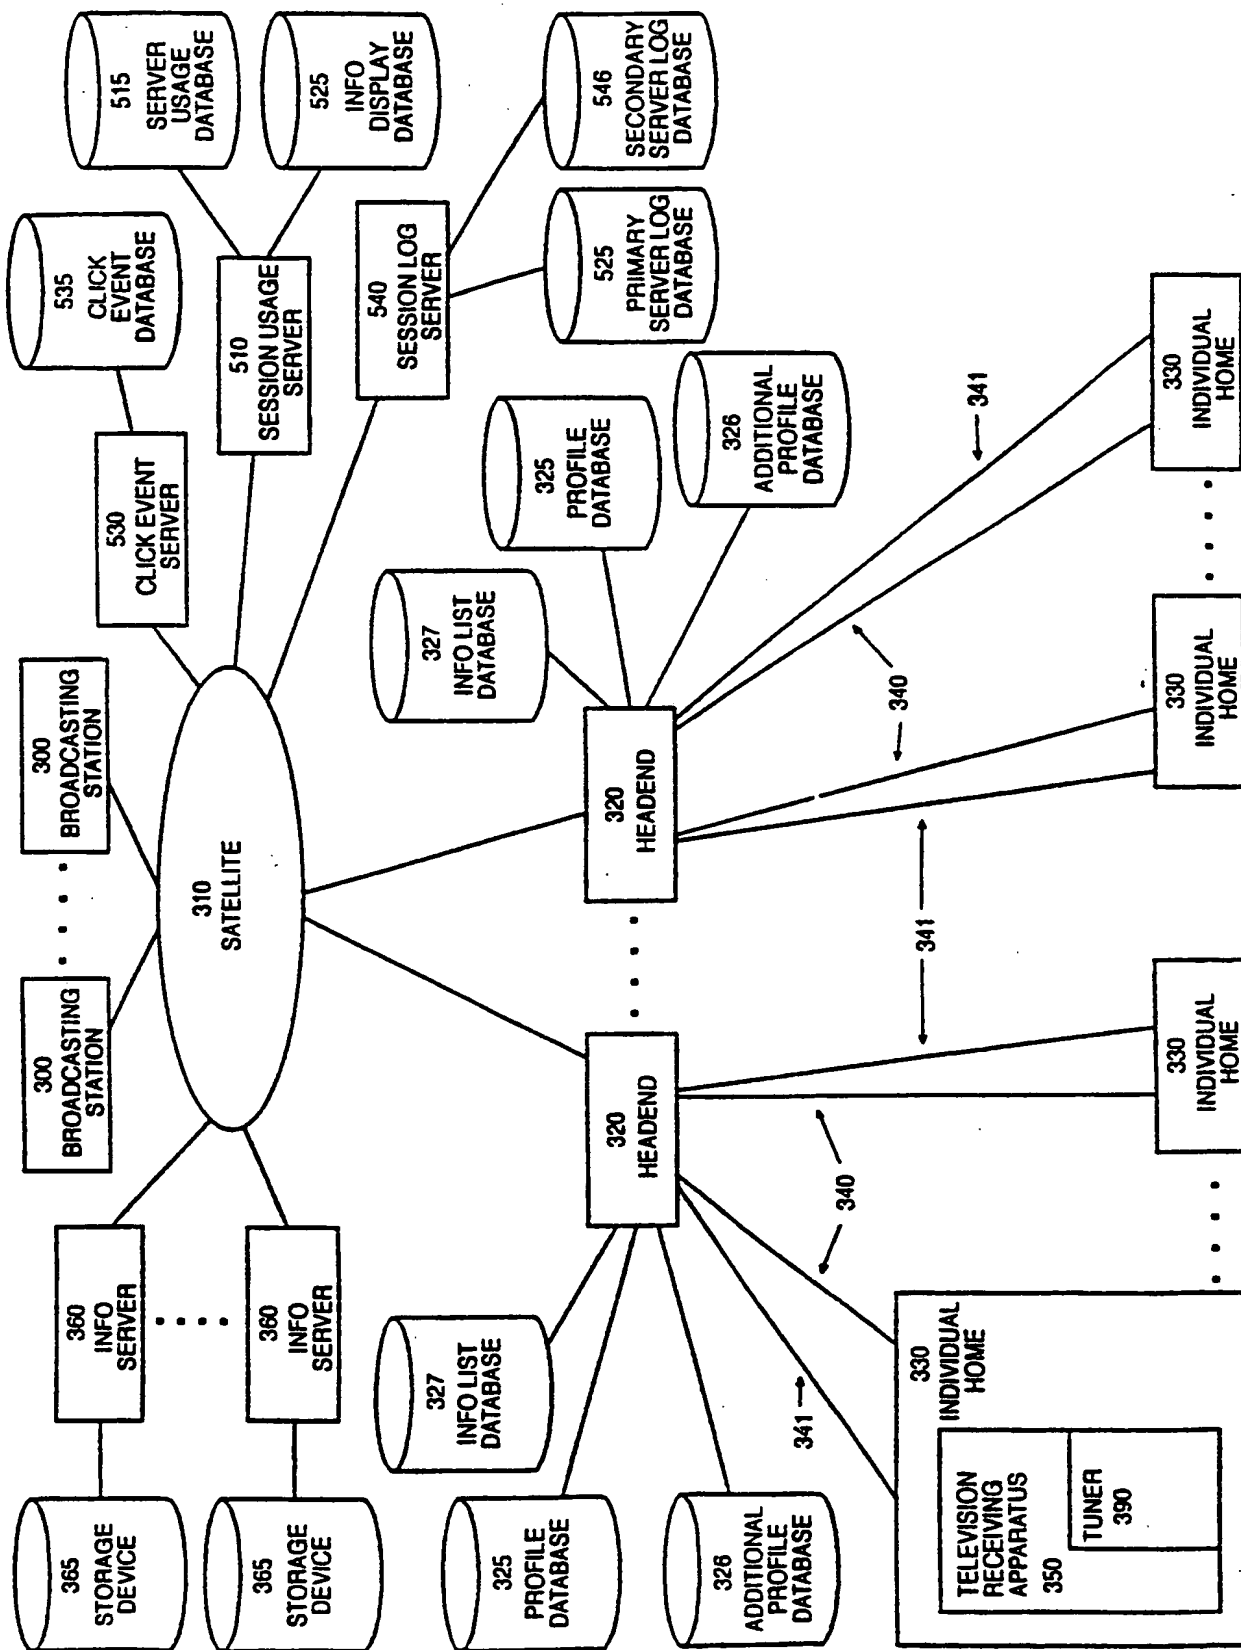 365
STORAGE
DEVICE
365
STORAGE
DEVICE
360
INFO
SERVER
360
INFO
SERVER
300
BROADCASTING
STATION
300
BROADCASTING
STATION
310
SATELLITE
530
CLICK EVENT
SERVER
535
CLICK
EVENT
DATABASE
510
SESSION USAGE
SERVER
515
SERVER
USAGE
DATABASE
525
INFO
DISPLAY
DATABASE
540
SESSION LOG
SERVER
525
PRIMARY
SERVER LOG
DATABASE
546
SECONDARY
SERVER LOG
DATABASE
327
INFO LIST
DATABASE
325
PROFILE
DATABASE
326
ADDITIONAL
PROFILE
DATABASE
320
HEADEND
320
HEADEND
327
INFO LIST
DATABASE
325
PROFILE
DATABASE
326
ADDITIONAL
PROFILE
DATABASE
341
340
341
340
341
330
INDIVIDUAL
HOME
TELEVISION
RECEIVING
APPARATUS
350
TUNER
390
330
INDIVIDUAL
HOME
330
INDIVIDUAL
HOME
330
INDIVIDUAL
HOME